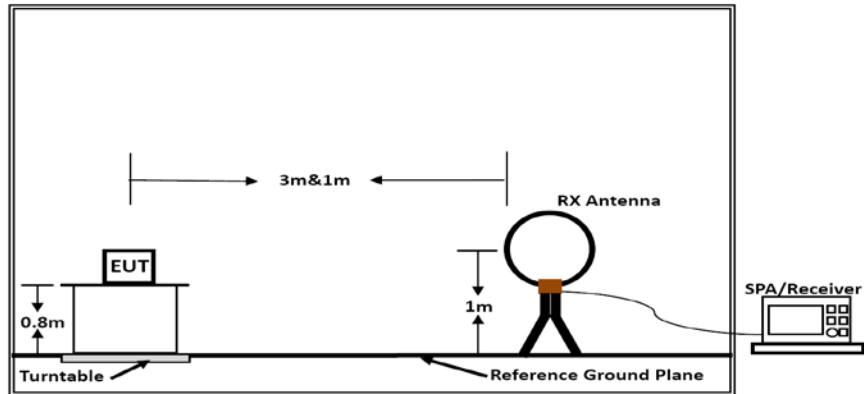 3m&1m
RX Antenna
EUT
SPA/Receiver
0.8m
1m
Turntable
Reference Ground Plane